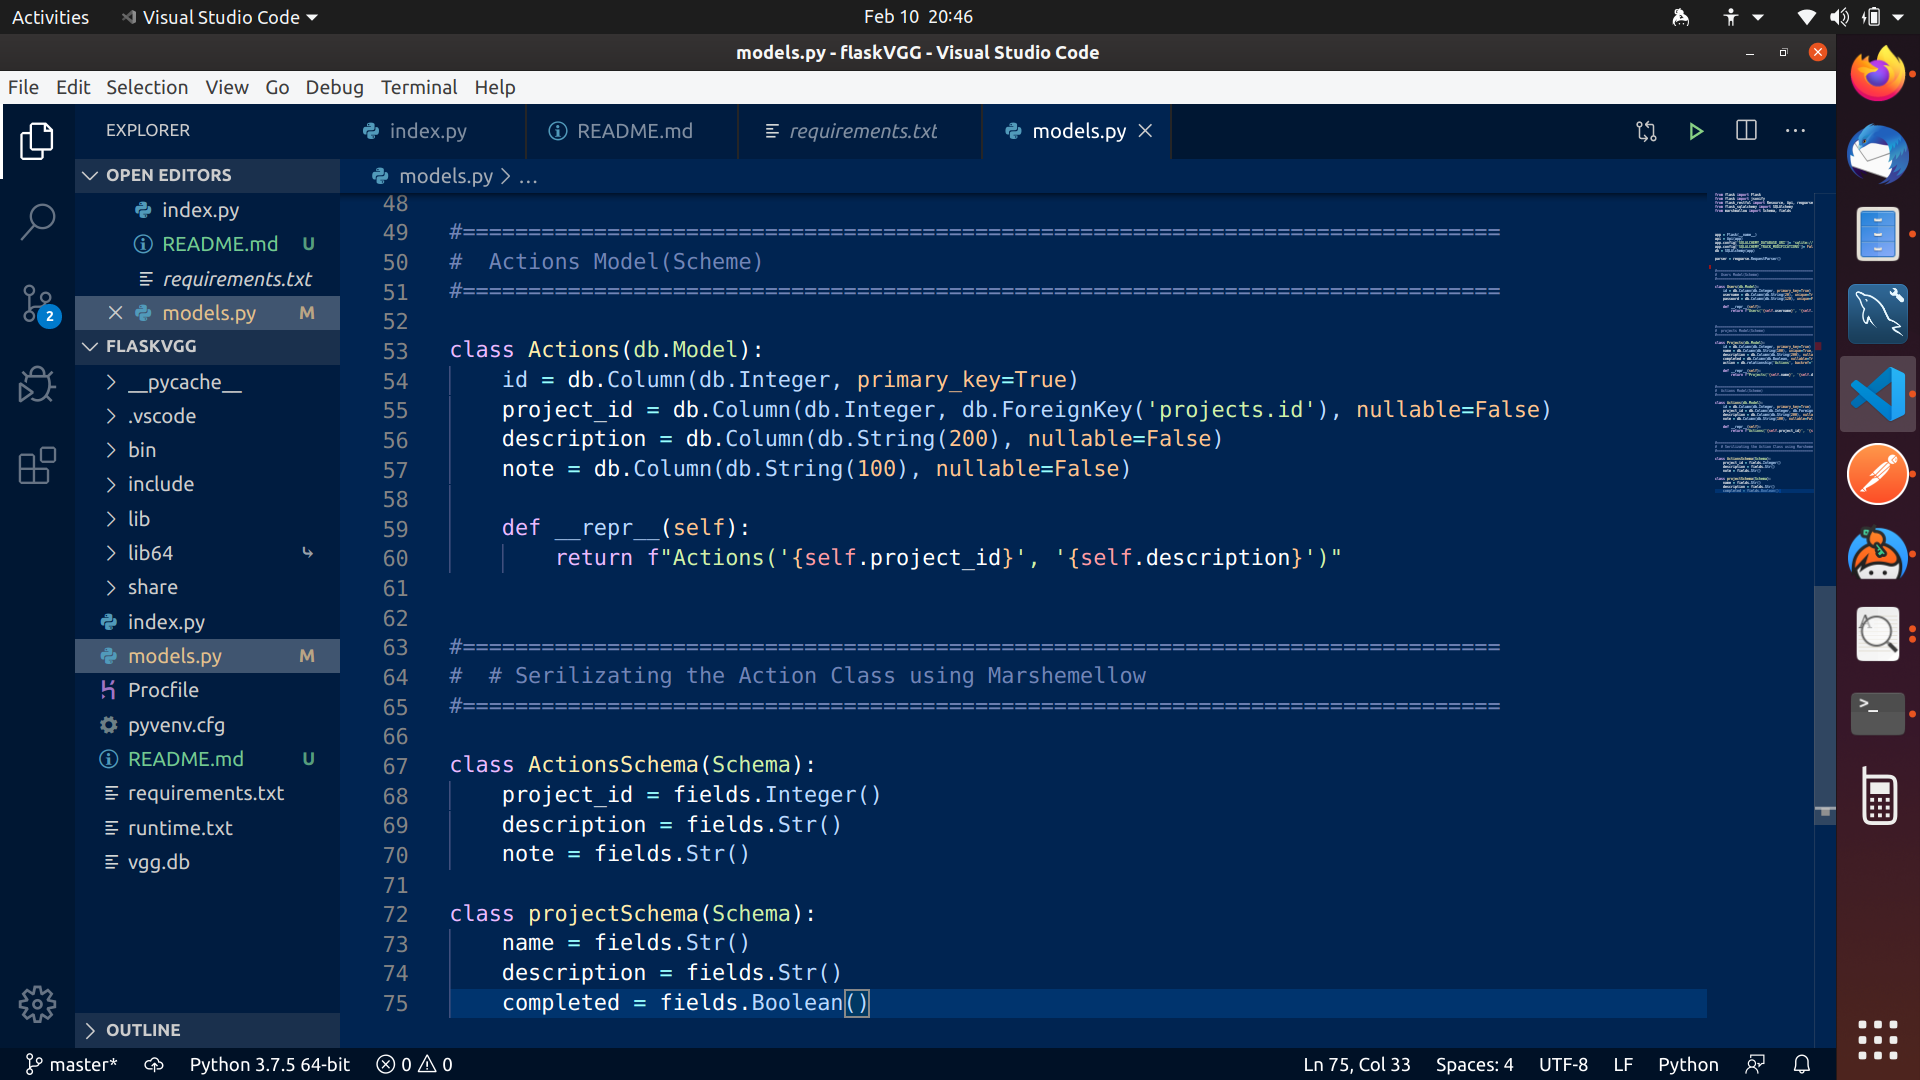 Activities Visual Studio Code Feb 10 20:46
models.py - flaskVGG - Visual Studio Code
File Edit Selection View Go Debug Terminal Help
EXPLORER
OPEN EDITORS
index.py
README.md U
requirements.txt
models.py M
FLASKVGG
__pycache__
.vscode
bin
include
lib
lib64
share
index.py
models.py M
Procfile
pyvenv.cfg
README.md U
requirements.txt
runtime.txt
vgg.db
OUTLINE
2
index.py README.md requirements.txt models.py
models.py > ...
48
49 #===============================================================================
50 #  Actions Model(Scheme)
51 #===============================================================================
52
53 class Actions(db.Model):
54     id = db.Column(db.Integer, primary_key=True)
55     project_id = db.Column(db.Integer, db.ForeignKey('projects.id'), nullable=False)
56     description = db.Column(db.String(200), nullable=False)
57     note = db.Column(db.String(100), nullable=False)
58
59     def __repr__(self):
60         return f"Actions('{self.project_id}', '{self.description}')"
61
62
63 #===============================================================================
64 #  # Serilizating the Action Class using Marshemellow
65 #===============================================================================
66
67 class ActionsSchema(Schema):
68     project_id = fields.Integer()
69     description = fields.Str()
70     note = fields.Str()
71
72 class projectSchema(Schema):
73     name = fields.Str()
74     description = fields.Str()
75     completed = fields.Boolean()
master* Python 3.7.5 64-bit 0 0 Ln 75, Col 33 Spaces: 4 UTF-8 LF Python